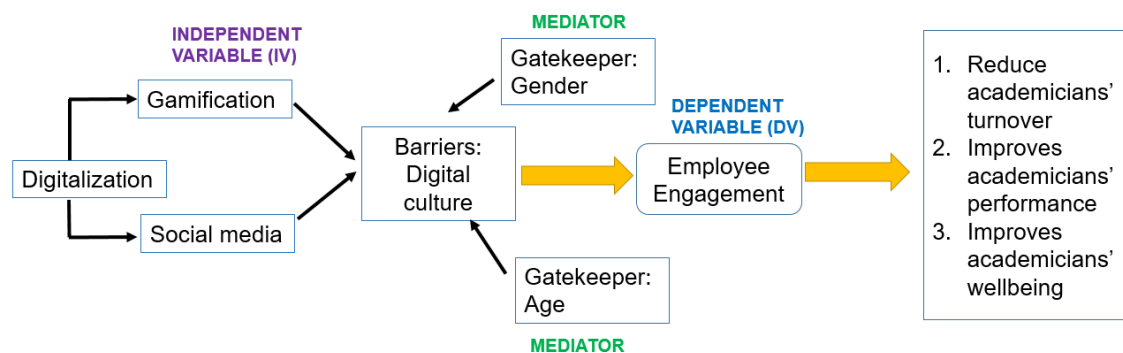 INDEPENDENT
VARIABLE (IV)
Digitalization
Gamification
Social media
MEDIATOR
Gatekeeper:
Gender
Barriers:
Digital
culture
Gatekeeper:
Age
MEDIATOR
DEPENDENT
VARIABLE (DV)
Employee
Engagement
1. Reduce
academicians’
turnover
2. Improves
academicians’
performance
3. Improves
academicians’
wellbeing